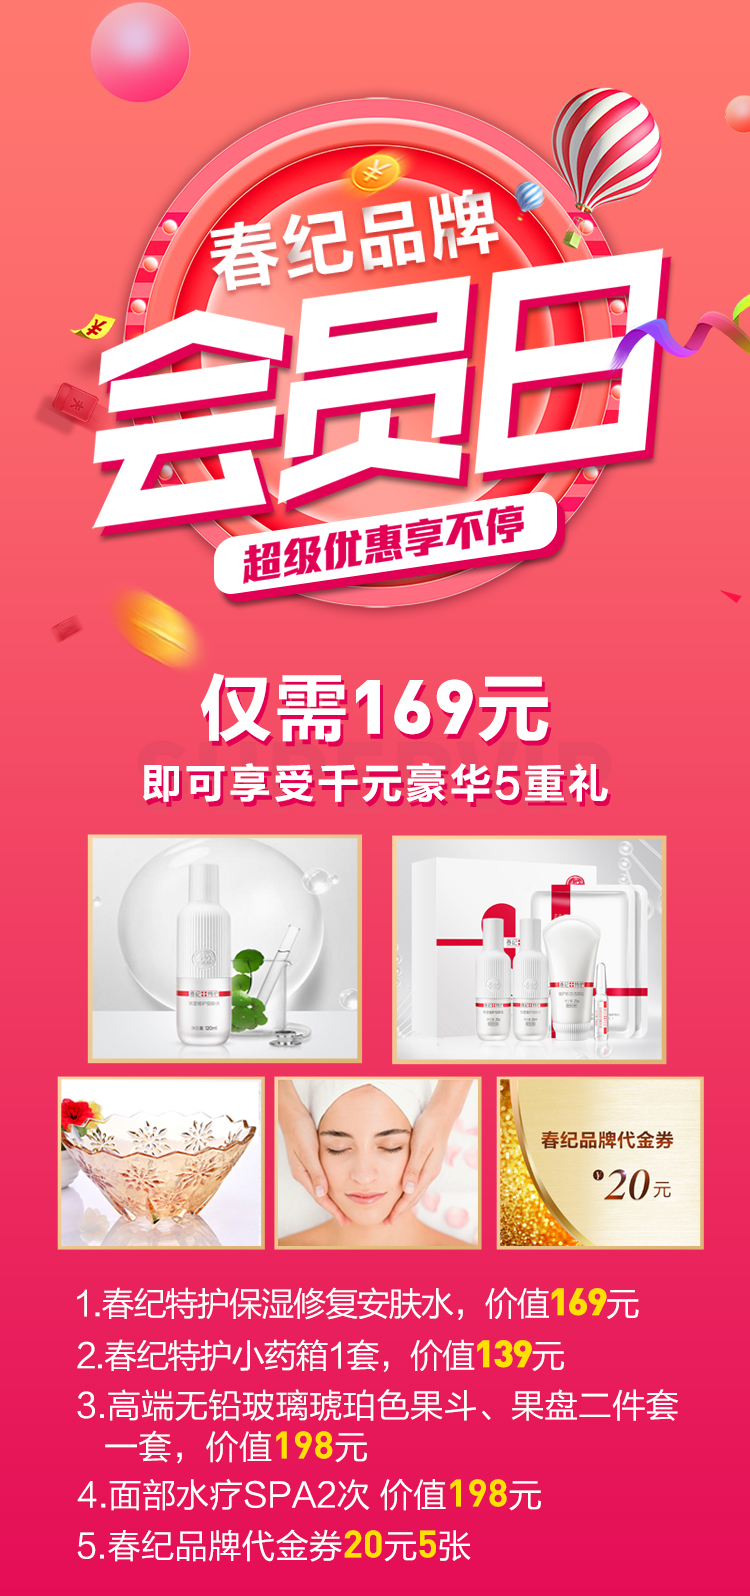 春纪品牌
会员日
超级优惠享不停
仅需169元
即可享受千元豪华5重礼
春纪
春纪品牌代金券
¥20元
1.春纪特护保湿修复安肤水，价值169元
2.春纪特护小药箱1套，价值139元
3.高端无铅玻璃琥珀色果斗、果盘二件套
一套，价值198元
4.面部水疗SPA2次 价值198元
5.春纪品牌代金券20元5张